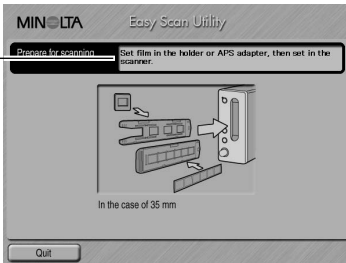 MINOLTA
Easy Scan Utility
Prepare for scanning
Set film in the holder or APS adapter, then set in the
scanner.
In the case of 35 mm
Quit